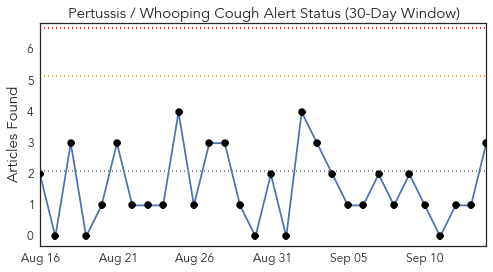 Pertussis / Whooping Cough Alert Status (30-Day Window)
Articles Found
6
5
4
3
2
1
0
Aug 16
Aug 21
Aug 26
Aug 31
Sep 05
Sep 10